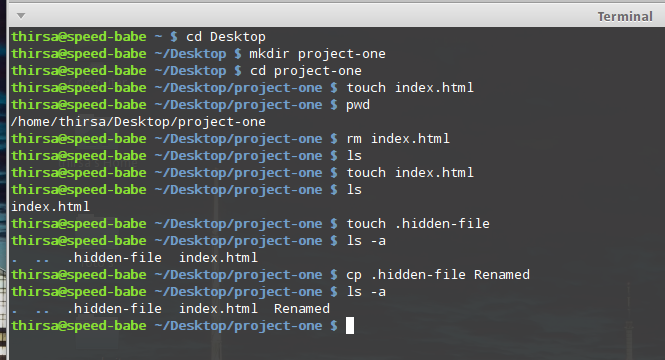 Terminal
thirsa@speed-babe ~ $ cd Desktop
thirsa@speed-babe ~/Desktop $ mkdir project-one
thirsa@speed-babe ~/Desktop $ cd project-one
thirsa@speed-babe ~/Desktop/project-one $ touch index.html
thirsa@speed-babe ~/Desktop/project-one $ pwd
/home/thirsa/Desktop/project-one
thirsa@speed-babe ~/Desktop/project-one $ rm index.html
thirsa@speed-babe ~/Desktop/project-one $ ls
thirsa@speed-babe ~/Desktop/project-one $ touch index.html
thirsa@speed-babe ~/Desktop/project-one $ ls
index.html
thirsa@speed-babe ~/Desktop/project-one $ touch .hidden-file
thirsa@speed-babe ~/Desktop/project-one $ ls -a
.  ..  .hidden-file  index.html
thirsa@speed-babe ~/Desktop/project-one $ cp .hidden-file Renamed
thirsa@speed-babe ~/Desktop/project-one $ ls -a
.  ..  .hidden-file  index.html  Renamed
thirsa@speed-babe ~/Desktop/project-one $